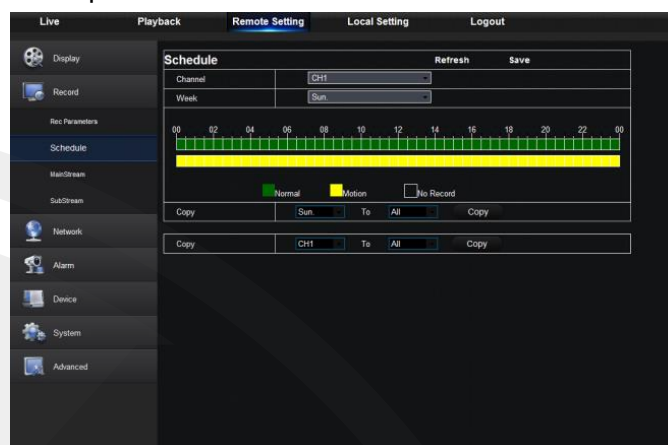 Live Playback Remote Setting Local Setting Logout
Display
Record
Rec Parameters
Schedule
MainStream
SubStream
Network
Alarm
Device
System
Advanced
Schedule Refresh Save
Channel CH1
Week Sun.
00 02 04 06 08 10 12 14 16 18 20 22 00
Normal Motion No Record
Copy Sun. To All Copy
Copy CH1 To All Copy